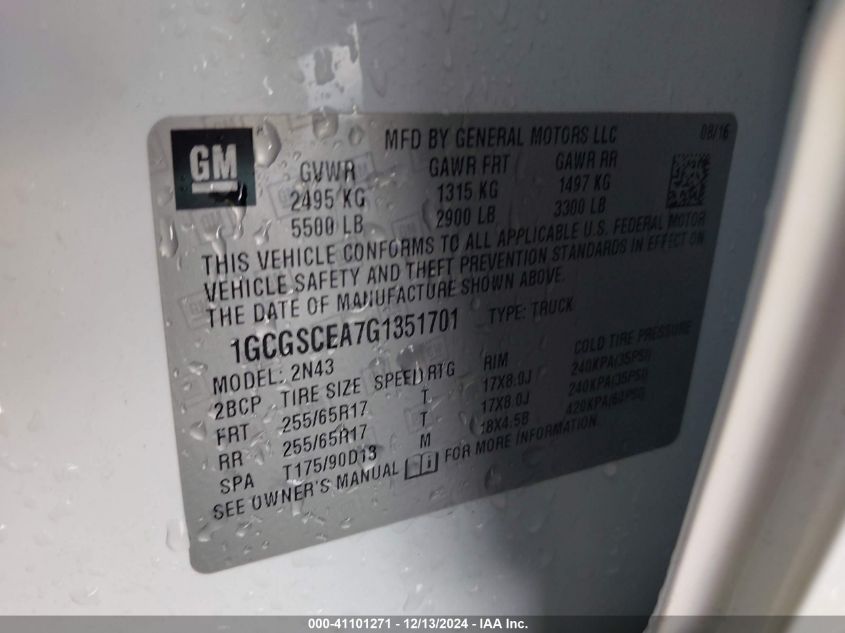 GM
MFD BY GENERAL MOTORS LLC 08/16
GVWR GAWR FRT GAWR RR
2495 KG 1315 KG 1497 KG
5500 LB 2900 LB 3300 LB
THIS VEHICLE CONFORMS TO ALL APPLICABLE U.S. FEDERAL MOTOR
VEHICLE SAFETY AND THEFT PREVENTION STANDARDS IN EFFECT ON
THE DATE OF MANUFACTURE SHOWN ABOVE.
1GCGSCEA7G1351701 TYPE: TRUCK
MODEL: 2N43
2BCP TIRE SIZE SPEED RTG RIM COLD TIRE PRESSURE
FRT 255/65R17 T 17X8.0J 240KPA(35PSI)
RR 255/65R17 T 17X8.0J 240KPA(35PSI)
SPA T175/90D13 M 18X4.5B 420KPA(60PSI)
SEE OWNER'S MANUAL FOR MORE INFORMATION.
000-41101271 - 12/13/2024 - IAA Inc.